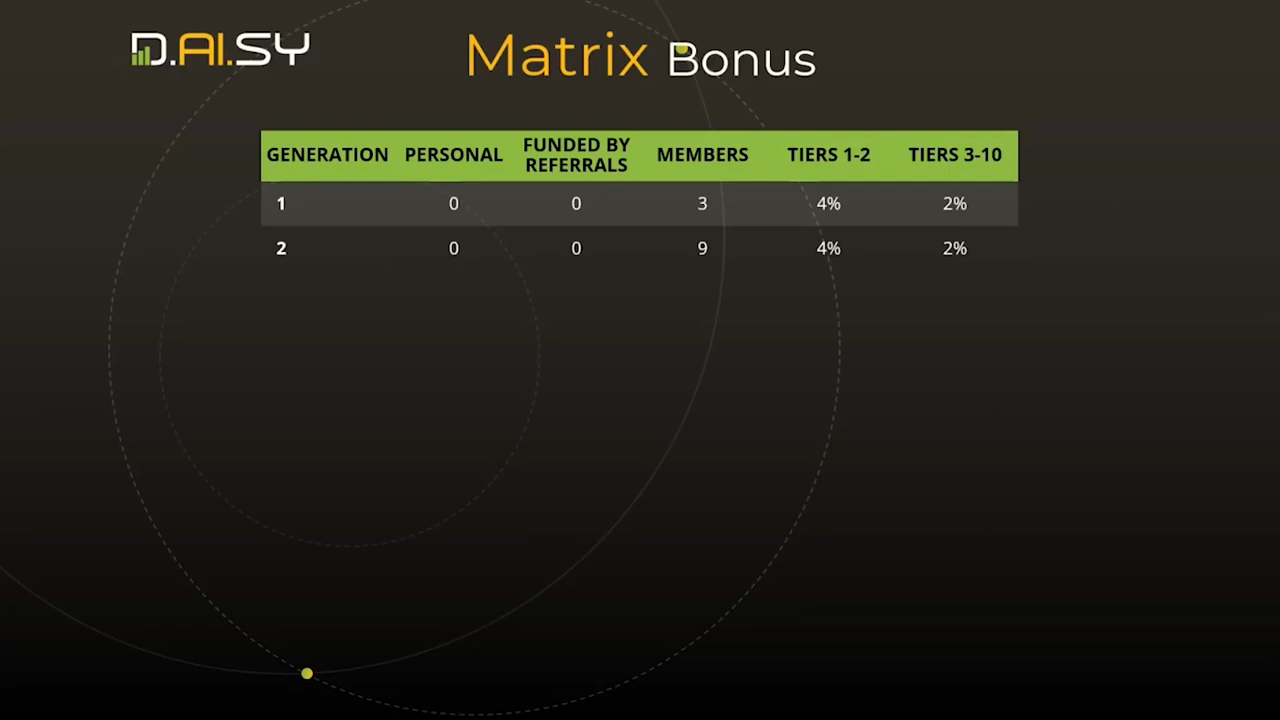 D.AI.SY
Matrix Bonus
GENERATION PERSONAL FUNDED BY REFERRALS MEMBERS TIERS 1-2 TIERS 3-10
1 0 0 3 4% 2%
2 0 0 9 4% 2%